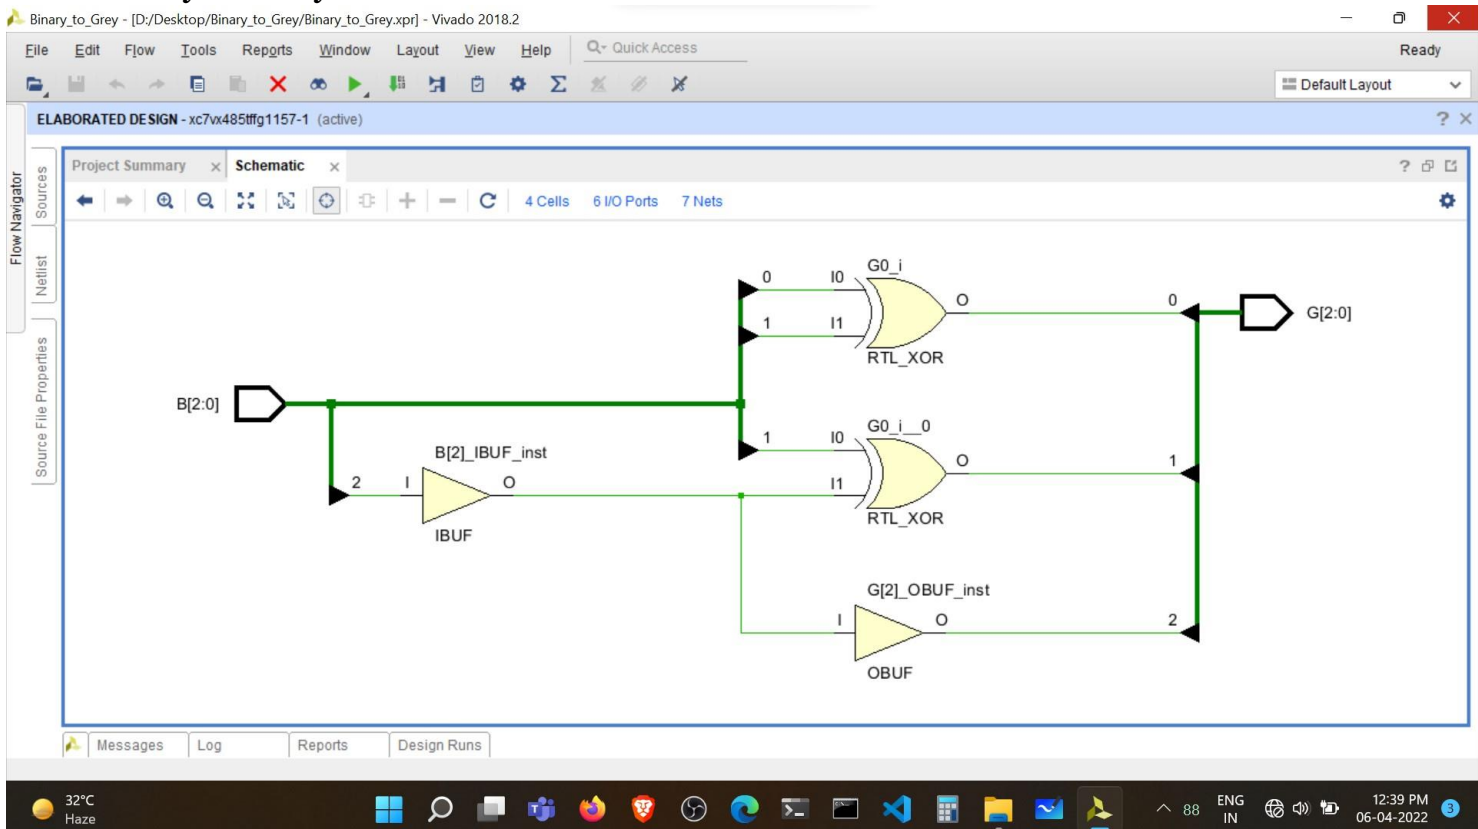 Binary_to_Grey - [D:/Desktop/Binary_to_Grey/Binary_to_Grey.xpr] - Vivado 2018.2
File Edit Flow Tools Reports Window Layout View Help Quick Access Ready
Default Layout
ELABORATED DESIGN - xc7vx485tffg1157-1 (active)
Flow Navigator
Sources
Netlist
Source File Properties
Project Summary Schematic
4 Cells 6 I/O Ports 7 Nets
G0_i
0 I0
O
1 I1
RTL_XOR
0
G[2:0]
B[2:0]
G0_i__0
1 I0
O
I1
RTL_XOR
1
B[2]_IBUF_inst
2 I O
IBUF
G[2]_OBUF_inst
I O
2
OBUF
Messages Log Reports Design Runs
32°C
Haze
88
ENG
IN
12:39 PM
06-04-2022
3